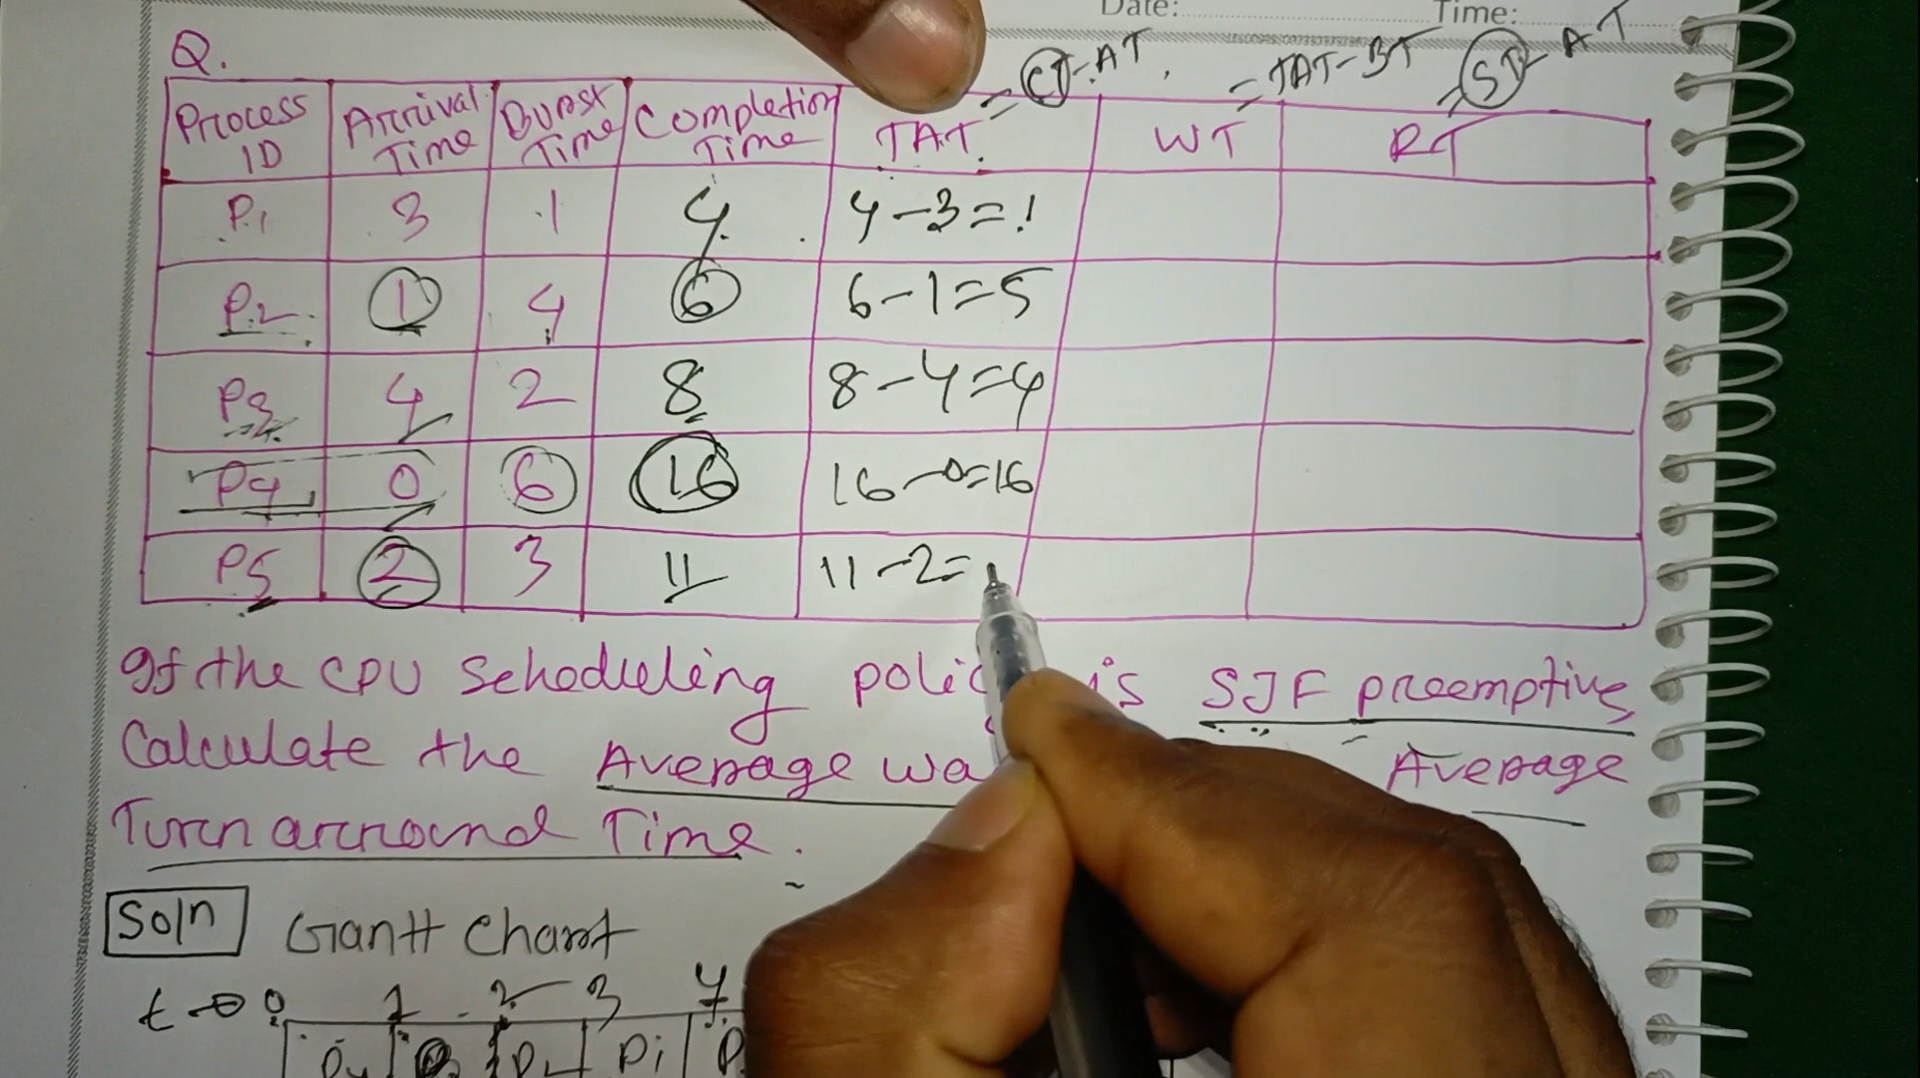 Date: Time:
Q.
= CT-AT, = TAT-BT = ST-AT
Process ID Arrival Time Burst Time Completion Time TAT WT RT
P1 3 1 4 4-3=1
P2 1 4 6 6-1=5
P3 4 2 8 8-4=4
P4 0 6 16 16-0=16
P5 2 3 11 11-2=
If the CPU Scheduling is SJF preemptive,
Calculate the Average Average
Turn arround Time.
Soln Gantt Chart
t→ 0 1 2 3 4
P4 P2 P1